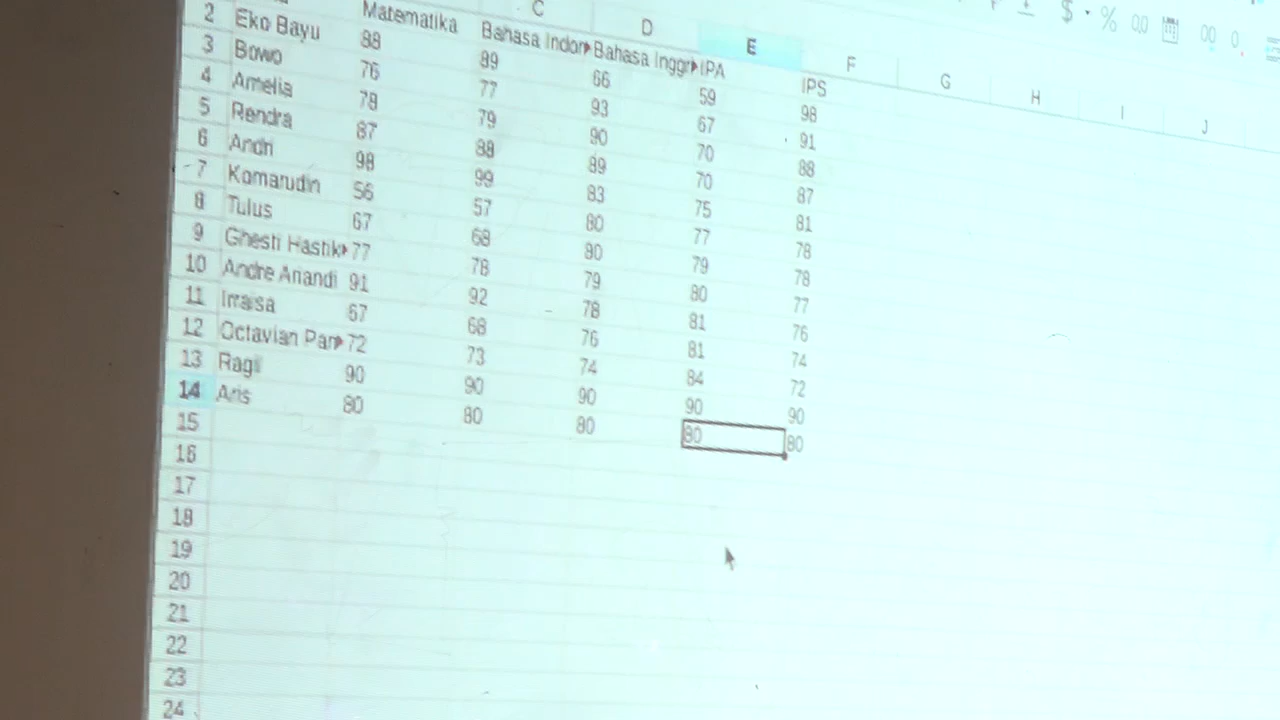 C D E F G H I J
Matematika Bahasa Indon Bahasa Inggr IPA IPS
2 Eko Bayu 88 89 66 59 98
3 Bowo 76 77 93 67 91
4 Amelia 78 79 90 70 88
5 Rendra 87 88 89 70 87
6 Andri 98 99 83 75 81
7 Komarudin 56 57 80 77 78
8 Tulus 67 68 80 79 78
9 Ghesti Hastik 77 78 79 80 77
10 Andre Anandi 91 92 78 81 76
11 67 68 76 81 74
12 Octavian 72 73 74 84 72
13 Ragil 90 90 90 90 90
14 Aris 80 80 80 80 80
15
16
17
18
19
20
21
22
23
24